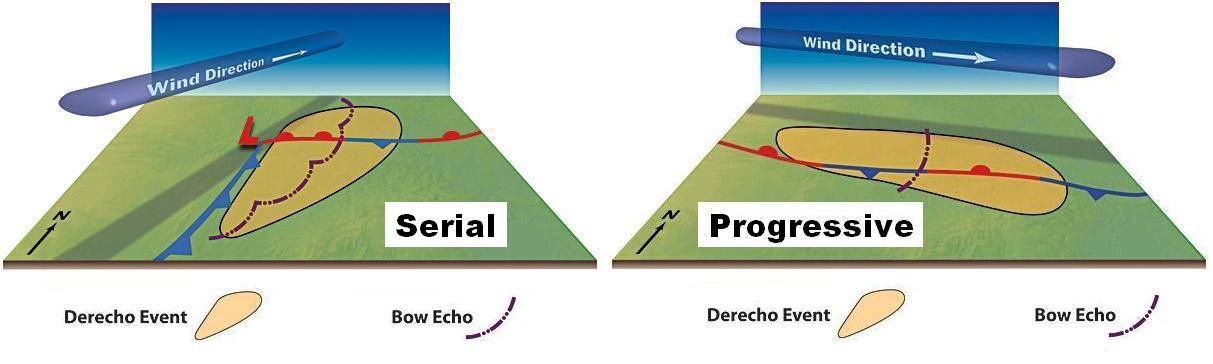 Wind Direction
L
N
Serial
Derecho Event
Bow Echo
Wind Direction
N
Progressive
Derecho Event
Bow Echo